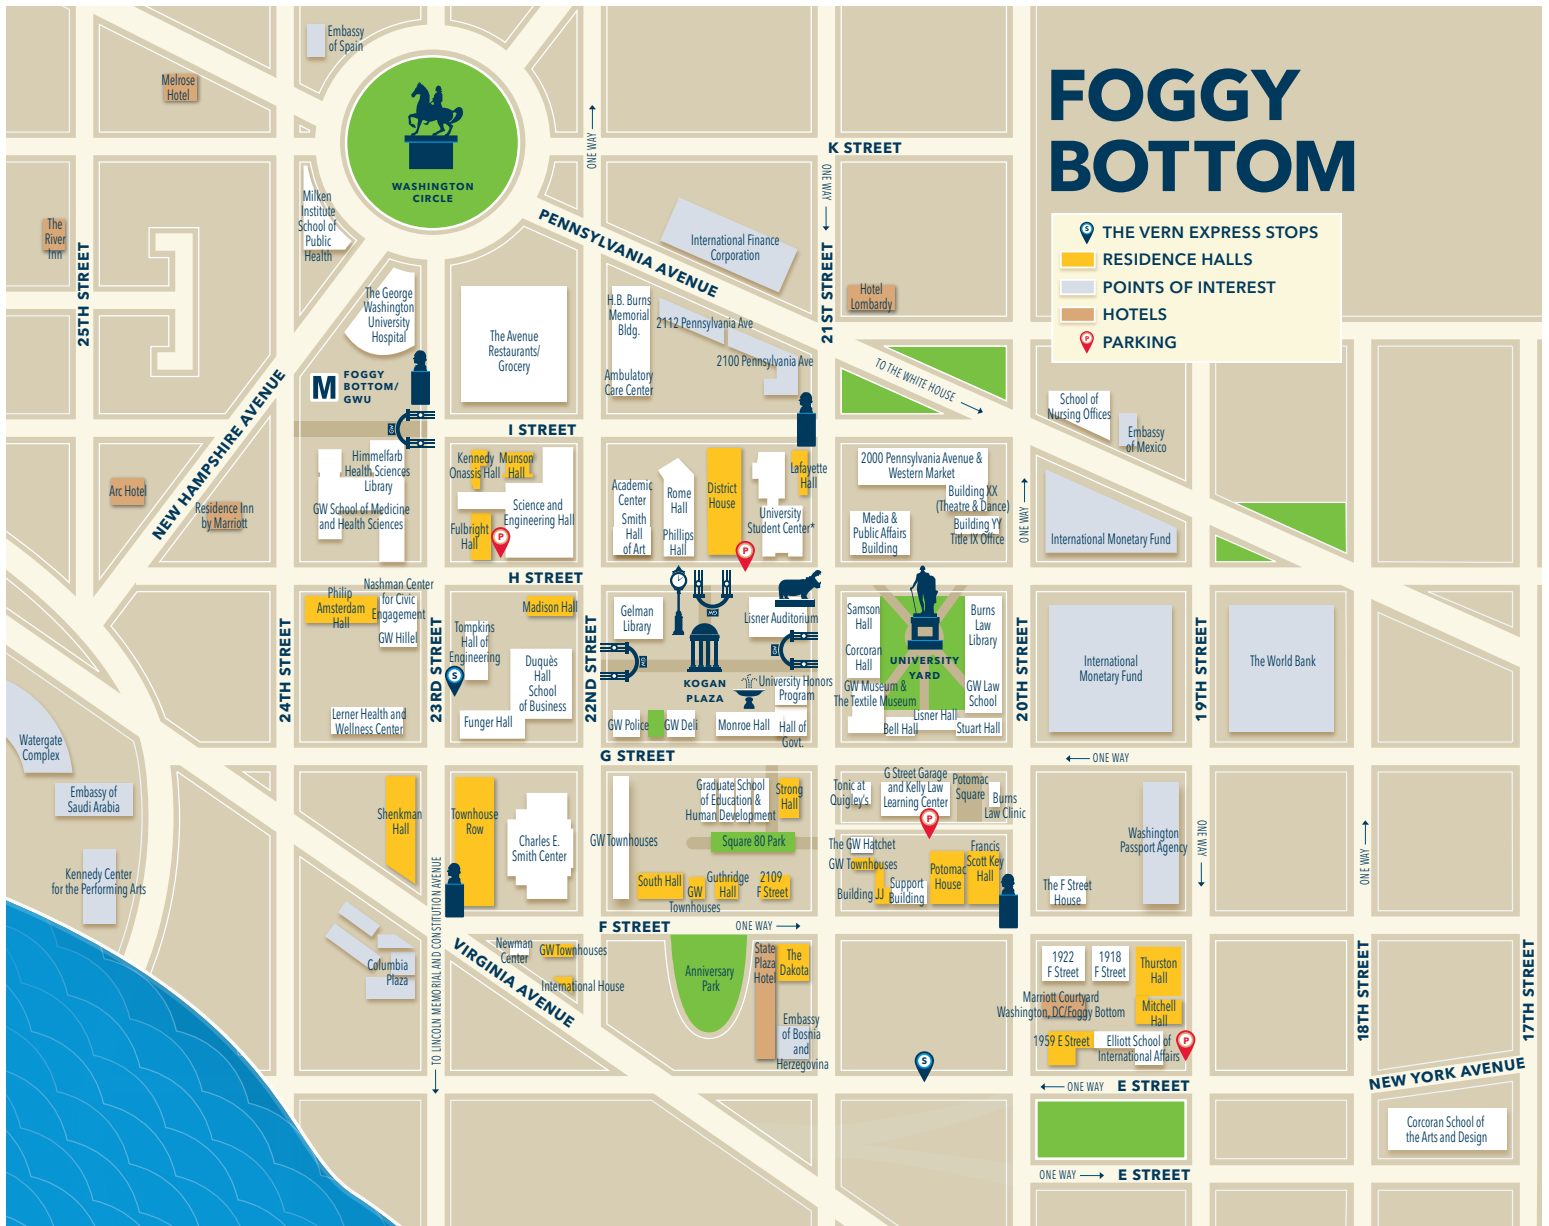 FOGGY
BOTTOM
THE VERN EXPRESS STOPS
RESIDENCE HALLS
POINTS OF INTEREST
HOTELS
PARKING
S
P
Embassy
of Spain
Melrose
Hotel
WASHINGTON
CIRCLE
ONE WAY
K STREET
ONE WAY
Milken
Institute
School of
Public
Health
The
River
Inn
25TH STREET
PENNSYLVANIA AVENUE
International Finance
Corporation
21ST STREET
Hotel
Lombardy
The George
Washington
University
Hospital
The Avenue
Restaurants/
Grocery
H.B. Burns
Memorial
Bldg.
Ambulatory
Care Center
2112 Pennsylvania Ave
2100 Pennsylvania Ave
TO THE WHITE HOUSE
M
FOGGY
BOTTOM/
GWU
GW
NEW HAMPSHIRE AVENUE
I STREET
School of
Nursing Offices
Embassy
of Mexico
Himmelfarb
Health Sciences
Library
GW School of Medicine
and Health Sciences
Kennedy
Onassis Hall
Munson
Hall
Science and
Engineering Hall
Fulbright
Hall
P
Academic
Center
Smith
Hall
of Art
Rome
Hall
Phillips
Hall
District
House
P
Lafayette
Hall
University
Student Center*
2000 Pennsylvania Avenue &
Western Market
Building XX
(Theatre & Dance)
Building YY
Title IX Office
Media &
Public Affairs
Building
ONE WAY
International Monetary Fund
Arc Hotel
Residence Inn
by Marriott
H STREET
Philip
Amsterdam
Hall
Nashman Center
for Civic
Engagement
GW Hillel
24TH STREET
23RD STREET
Tompkins
Hall of
Engineering
S
Madison Hall
Duquès
Hall
School
of Business
Funger Hall
Lerner Health and
Wellness Center
22ND STREET
Gelman
Library
GW
GW
GW
Lisner Auditorium
KOGAN
PLAZA
University Honors
Program
GW Police
GW Deli
Monroe Hall
Hall of
Govt.
Samson
Hall
Corcoran
Hall
UNIVERSITY
YARD
Burns
Law
Library
GW Museum &
The Textile Museum
GW Law
School
Lisner Hall
Bell Hall
Stuart Hall
20TH STREET
International
Monetary Fund
19TH STREET
The World Bank
G STREET
ONE WAY
Watergate
Complex
Embassy of
Saudi Arabia
Kennedy Center
for the Performing Arts
Shenkman
Hall
Townhouse
Row
Charles E.
Smith Center
GW Townhouses
Graduate School
of Education &
Human Development
Strong
Hall
Square 80 Park
South Hall
GW
Townhouses
Guthridge
Hall
2109
F Street
Tonic at
Quigley's
G Street Garage
and Kelly Law
Learning Center
P
Potomac
Square
Burns
Law Clinic
The GW Hatchet
GW Townhouses
Building JJ
Support
Building
Potomac
House
Francis
Scott Key
Hall
Washington
Passport Agency
The F Street
House
ONE WAY
ONE WAY
TO LINCOLN MEMORIAL AND CONSTITUTION AVENUE
F STREET
ONE WAY
VIRGINIA AVENUE
Newman
Center
GW Townhouses
International House
Columbia
Plaza
Anniversary
Park
State
Plaza
Hotel
The
Dakota
Embassy
of Bosnia
and
Herzegovina
S
1922
F Street
1918
F Street
Thurston
Hall
Marriott Courtyard
Washington, DC/Foggy Bottom
Mitchell
Hall
1959 E Street
Elliott School of
International Affairs
P
18TH STREET
17TH STREET
ONE WAY
E STREET
NEW YORK AVENUE
Corcoran School of
the Arts and Design
ONE WAY
E STREET